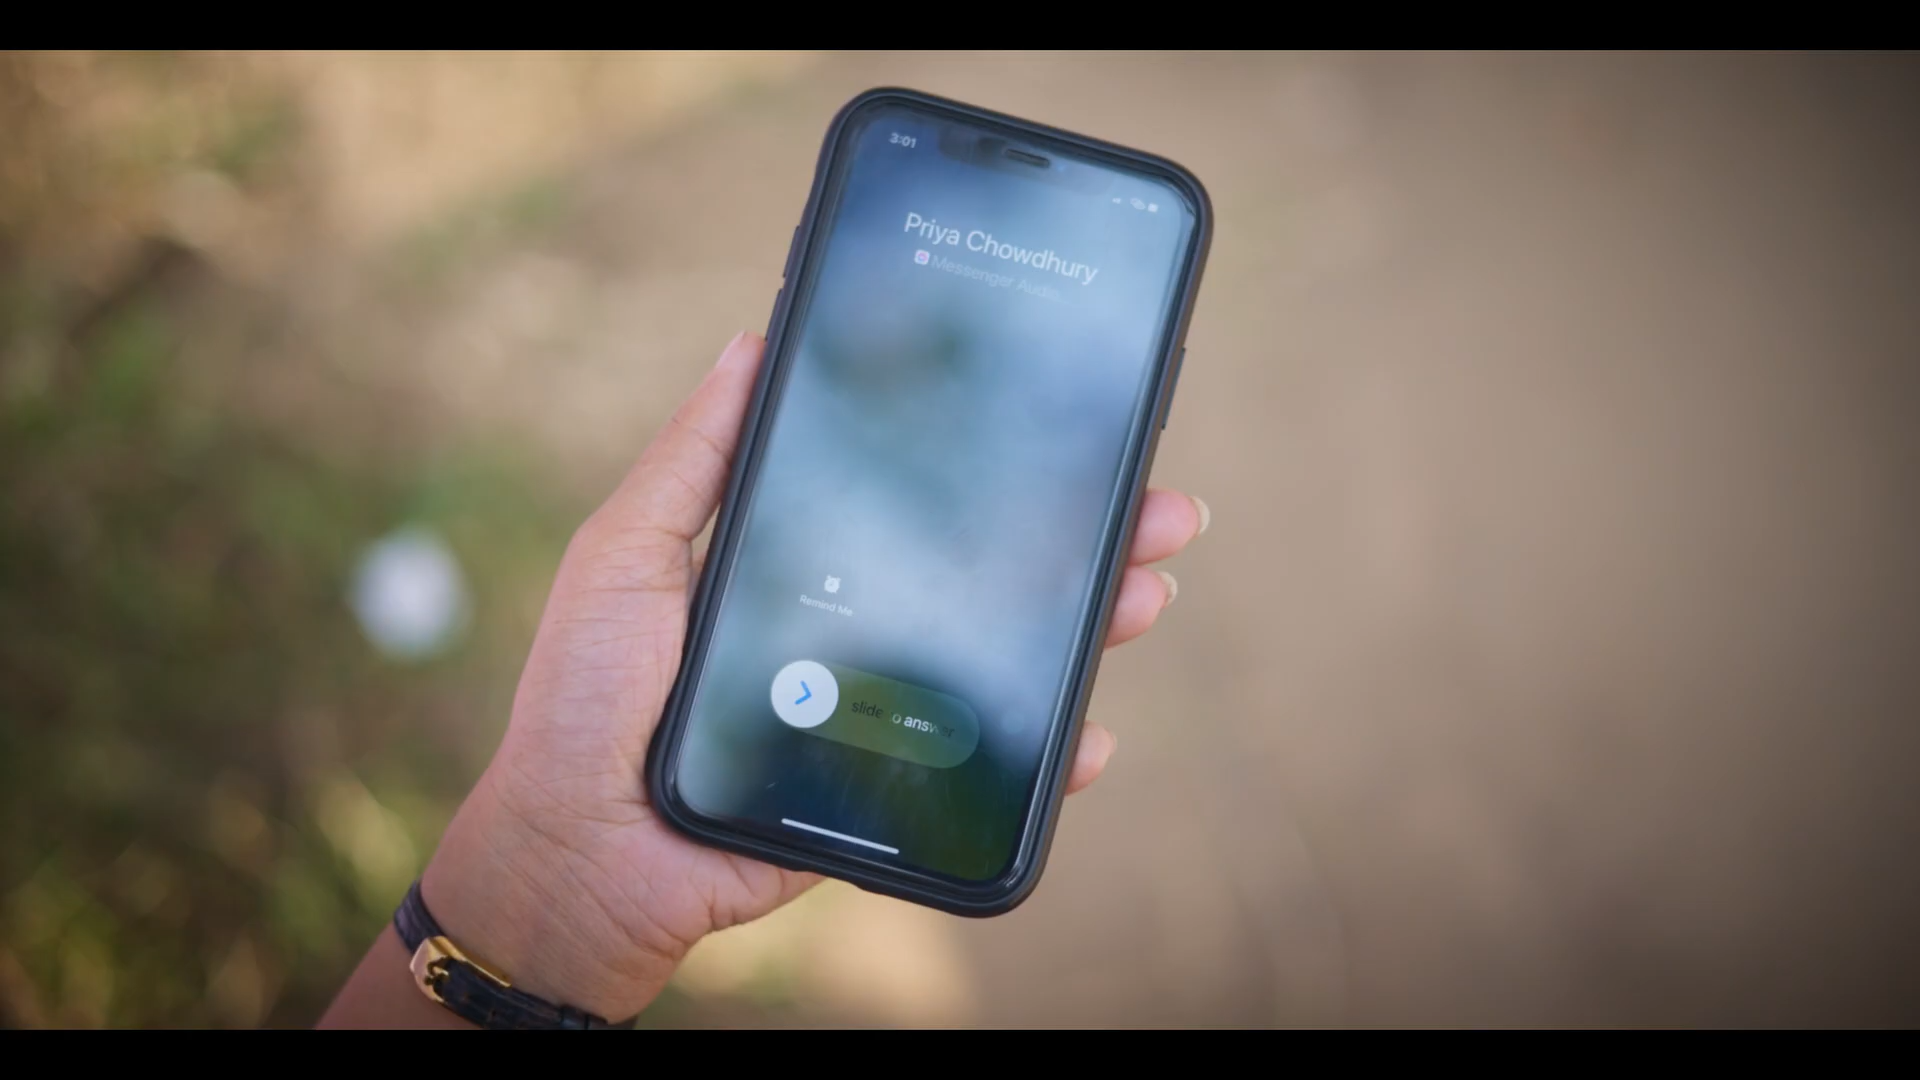 3:01
Priya Chowdhury
Messenger Audio...
Remind Me
slide to answer